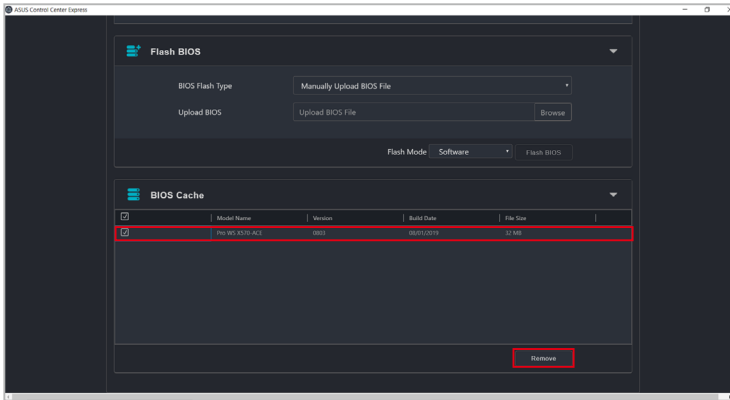 ASUS Control Center Express
Flash BIOS
BIOS Flash Type Manually Upload BIOS File
Upload BIOS Upload BIOS File Browse
Flash Mode Software Flash BIOS
BIOS Cache
Model Name Version Build Date File Size
Pro WS X570-ACE 0803 08/01/2019 32 MB
Remove